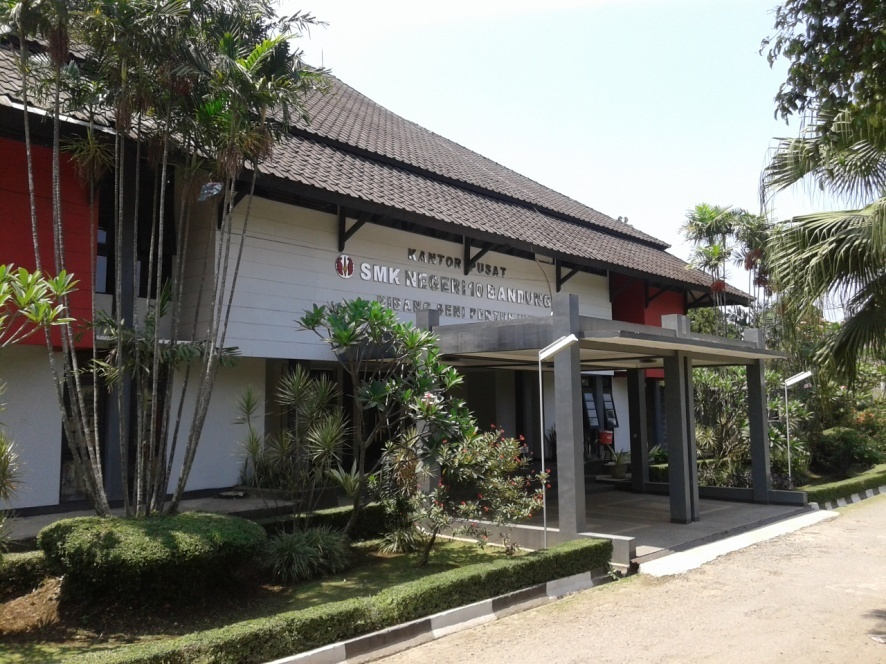 KANTOR PUSAT
SMK NEGERI 10 BANDUNG
BIDANG SENI